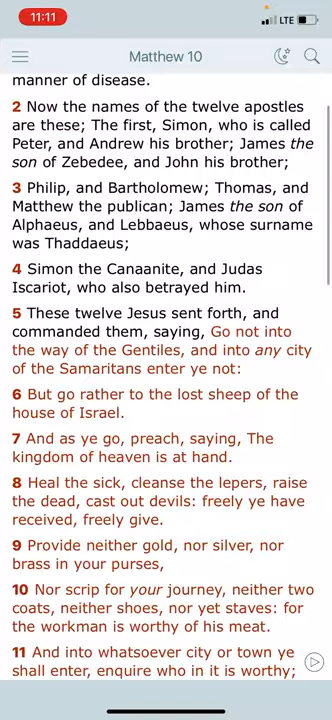 11:11
LTE
Matthew 10
manner of disease.
2 Now the names of the twelve apostles
are these; The first, Simon, who is called
Peter, and Andrew his brother; James the
son of Zebedee, and John his brother;
3 Philip, and Bartholomew; Thomas, and
Matthew the publican; James the son of
Alphaeus, and Lebbaeus, whose surname
was Thaddaeus;
4 Simon the Canaanite, and Judas
Iscariot, who also betrayed him.
5 These twelve Jesus sent forth, and
commanded them, saying, Go not into
the way of the Gentiles, and into any city
of the Samaritans enter ye not:
6 But go rather to the lost sheep of the
house of Israel.
7 And as ye go, preach, saying, The
kingdom of heaven is at hand.
8 Heal the sick, cleanse the lepers, raise
the dead, cast out devils: freely ye have
received, freely give.
9 Provide neither gold, nor silver, nor
brass in your purses,
10 Nor scrip for your journey, neither two
coats, neither shoes, nor yet staves: for
the workman is worthy of his meat.
11 And into whatsoever city or town ye
shall enter, enquire who in it is worthy;